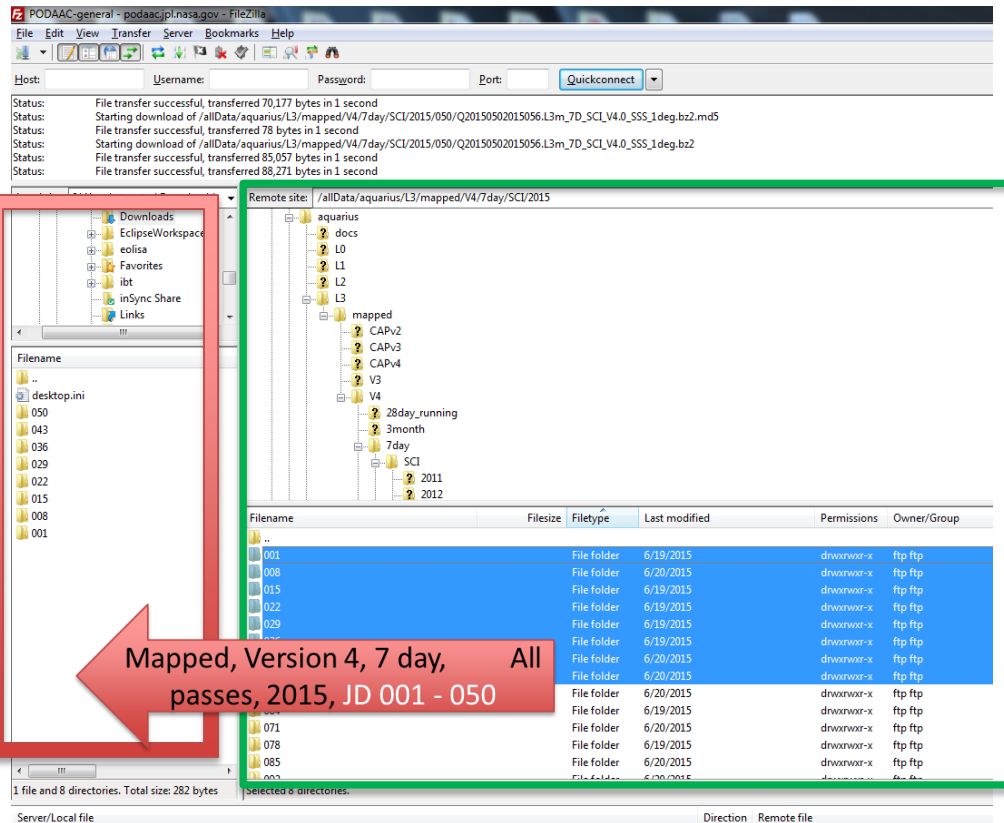 PODAAC-general - podaac.jpl.nasa.gov - FileZilla
File Edit View Transfer Server Bookmarks Help
Host: Username: Password: Port: Quickconnect
Status: File transfer successful, transferred 70,177 bytes in 1 second
Status: Starting download of /allData/aquarius/L3/mapped/V4/7day/SCI/2015/050/Q20150502015056.L3m_7D_SCI_V4.0_SSS_1deg.bz2.md5
Status: File transfer successful, transferred 78 bytes in 1 second
Status: Starting download of /allData/aquarius/L3/mapped/V4/7day/SCI/2015/050/Q20150502015056.L3m_7D_SCI_V4.0_SSS_1deg.bz2
Status: File transfer successful, transferred 85,057 bytes in 1 second
Status: File transfer successful, transferred 88,271 bytes in 1 second
Downloads
EclipseWorkspace
eolisa
Favorites
ibt
inSync Share
Links
Filename
..
desktop.ini
050
043
036
029
022
015
008
001
Remote site: /allData/aquarius/L3/mapped/V4/7day/SCI/2015
aquarius
docs
L0
L1
L2
L3
mapped
CAPv2
CAPv3
CAPv4
V3
V4
28day_running
3month
7day
SCI
2011
2012
Filename Filesize Filetype Last modified Permissions Owner/Group
..
001 File folder 6/19/2015 drwxrwxr-x ftp ftp
008 File folder 6/20/2015 drwxrwxr-x ftp ftp
015 File folder 6/19/2015 drwxrwxr-x ftp ftp
022 File folder 6/19/2015 drwxrwxr-x ftp ftp
029 File folder 6/19/2015 drwxrwxr-x ftp ftp
File folder 6/19/2015 drwxrwxr-x ftp ftp
File folder 6/20/2015 drwxrwxr-x ftp ftp
File folder 6/20/2015 drwxrwxr-x ftp ftp
File folder 6/20/2015 drwxrwxr-x ftp ftp
File folder 6/19/2015 drwxrwxr-x ftp ftp
071 File folder 6/20/2015 drwxrwxr-x ftp ftp
078 File folder 6/19/2015 drwxrwxr-x ftp ftp
085 File folder 6/20/2015 drwxrwxr-x ftp ftp
File folder 6/20/2015
Mapped, Version 4, 7 day, All
passes, 2015, JD 001 - 050
1 file and 8 directories. Total size: 282 bytes
Selected 8 directories.
Server/Local file Direction Remote file